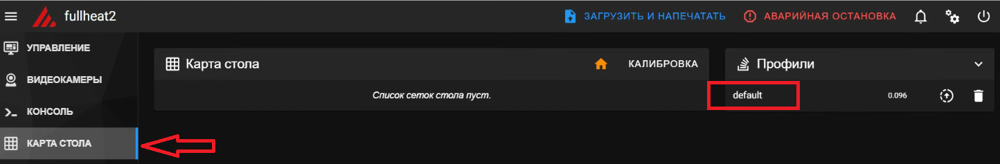 fullheat2
ЗАГРУЗИТЬ И НАПЕЧАТАТЬ
АВАРИЙНАЯ ОСТАНОВКА
УПРАВЛЕНИЕ
ВИДЕОКАМЕРЫ
КОНСОЛЬ
КАРТА СТОЛА
Карта стола
КАЛИБРОВКА
Список сеток стола пуст.
Профили
default
0.096